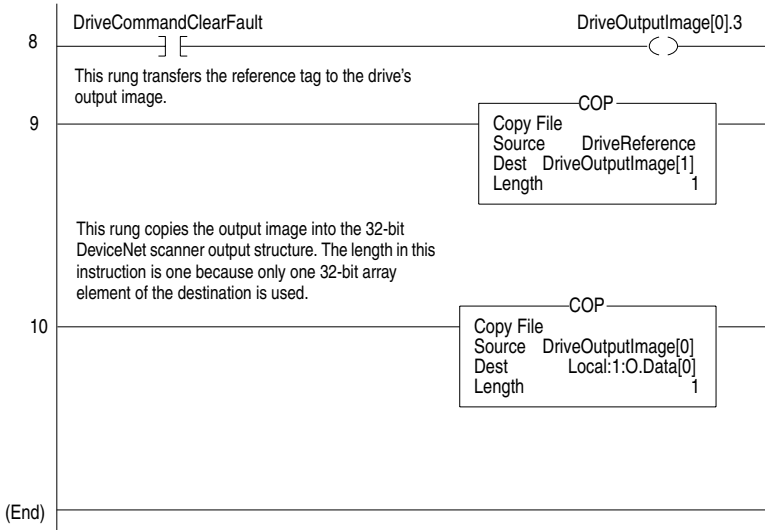 DriveCommandClearFault DriveOutputImage[0].3
8
This rung transfers the reference tag to the drive's
output image.
COP
9
Copy File
Source DriveReference
Dest DriveOutputImage[1]
Length 1
This rung copies the output image into the 32-bit
DeviceNet scanner output structure. The length in this
instruction is one because only one 32-bit array
element of the destination is used.
COP
10
Copy File
Source DriveOutputImage[0]
Dest Local:1:O.Data[0]
Length 1
(End)